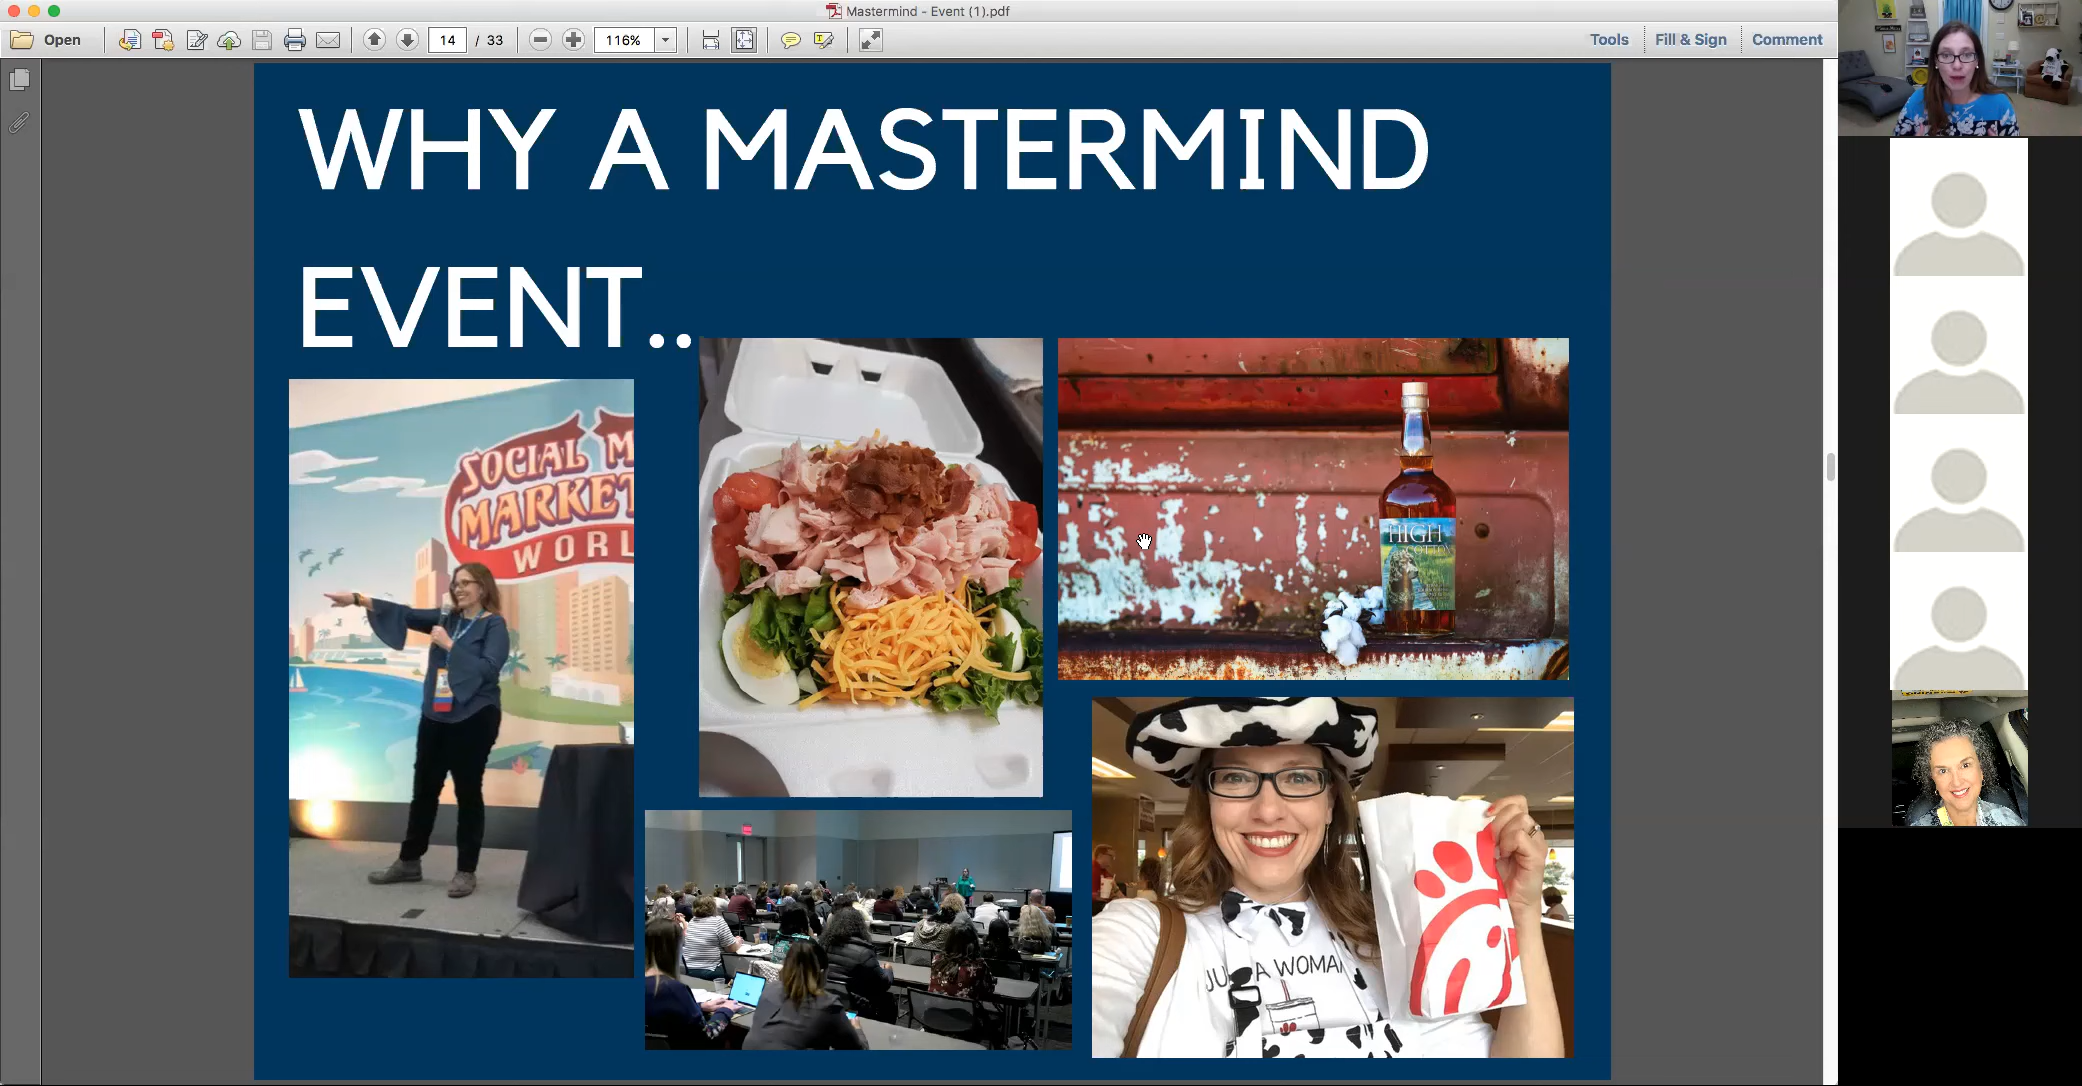 Mastermind - Event (1).pdf
Open
14 / 33
116%
Tools
Fill & Sign
Comment
WHY A MASTERMIND
EVENT..
SOCIAL M
MARKET
WORL
HIGH
COTTON
JU A WOMAN